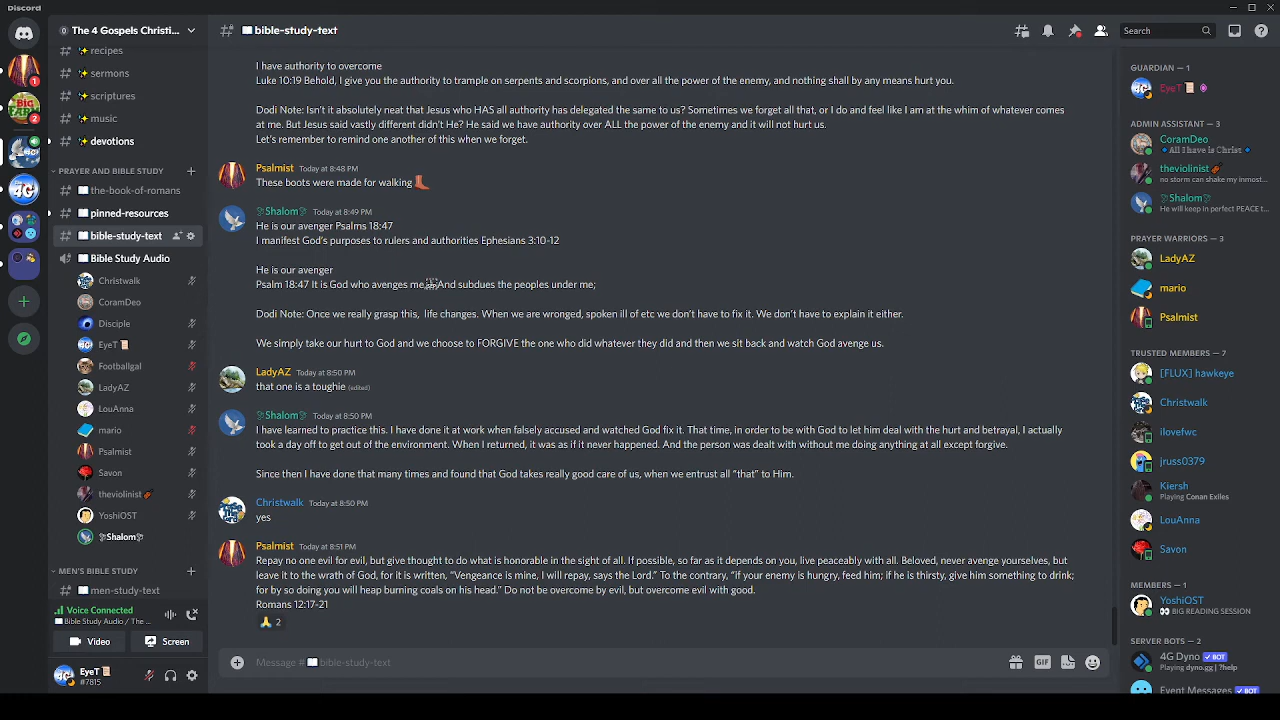 Discord
The 4 Gospels Christi...
recipes
sermons
scriptures
music
devotions
PRAYER AND BIBLE STUDY
the-book-of-romans
pinned-resources
bible-study-text
Bible Study Audio
Christwalk
CoramDeo
Disciple
EyeT
Footballgal
LadyAZ
LouAnna
mario
Psalmist
Savon
theviolinist
YoshiOST
Shalom
MEN'S BIBLE STUDY
men-study-text
Voice Connected
Bible Study Audio / The ...
Video
Screen
EyeT
#7815
1
BIG
2
4G
bible-study-text
Search
I have authority to overcome
Luke 10:19 Behold, I give you the authority to trample on serpents and scorpions, and over all the power of the enemy, and nothing shall by any means hurt you.
Dodi Note: Isn't it absolutely neat that Jesus who HAS all authority has delegated the same to us? Sometimes we forget all that, or I do and feel like I am at the whim of whatever comes
at me. But Jesus said vastly different didn't He? He said we have authority over ALL the power of the enemy and it will not hurt us.
Let's remember to remind one another of this when we forget.
Psalmist Today at 8:48 PM
These boots were made for walking
Shalom Today at 8:49 PM
He is our avenger Psalms 18:47
I manifest God's purposes to rulers and authorities Ephesians 3:10-12
He is our avenger
Psalm 18:47 It is God who avenges me, And subdues the peoples under me;
Dodi Note: Once we really grasp this, life changes. When we are wronged, spoken ill of etc we don't have to fix it. We don't have to explain it either.
We simply take our hurt to God and we choose to FORGIVE the one who did whatever they did and then we sit back and watch God avenge us.
LadyAZ Today at 8:50 PM
that one is a toughie (edited)
Shalom Today at 8:50 PM
I have learned to practice this. I have done it at work when falsely accused and watched God fix it. That time, in order to be with God to let him deal with the hurt and betrayal, I actually
took a day off to get out of the environment. When I returned, it was as if it never happened. And the person was dealt with without me doing anything at all except forgive.
Since then I have done that many times and found that God takes really good care of us, when we entrust all "that" to Him.
Christwalk Today at 8:50 PM
yes
Psalmist Today at 8:51 PM
Repay no one evil for evil, but give thought to do what is honorable in the sight of all. If possible, so far as it depends on you, live peaceably with all. Beloved, never avenge yourselves, but
leave it to the wrath of God, for it is written, "Vengeance is mine, I will repay, says the Lord." To the contrary, "If your enemy is hungry, feed him; if he is thirsty, give him something to drink;
for by so doing you will heap burning coals on his head." Do not be overcome by evil, but overcome evil with good.
Romans 12:17-21
2
Message # bible-study-text
GIF
GUARDIAN — 1
EyeT
ADMIN ASSISTANT — 3
CoramDeo
All I have is Christ
theviolinist
no storm can shake my inmost...
Shalom
He will keep in perfect PEACE t...
PRAYER WARRIORS — 3
LadyAZ
mario
Psalmist
TRUSTED MEMBERS — 7
[FLUX] hawkeye
Christwalk
ilovefwc
Jruss0379
Kiersh
Playing Conan Exiles
LouAnna
Savon
MEMBERS — 1
YoshiOST
BIG READING SESSION
SERVER BOTS — 2
4G Dyno BOT
Playing dyno.gg | ?help
Event Messages BOT